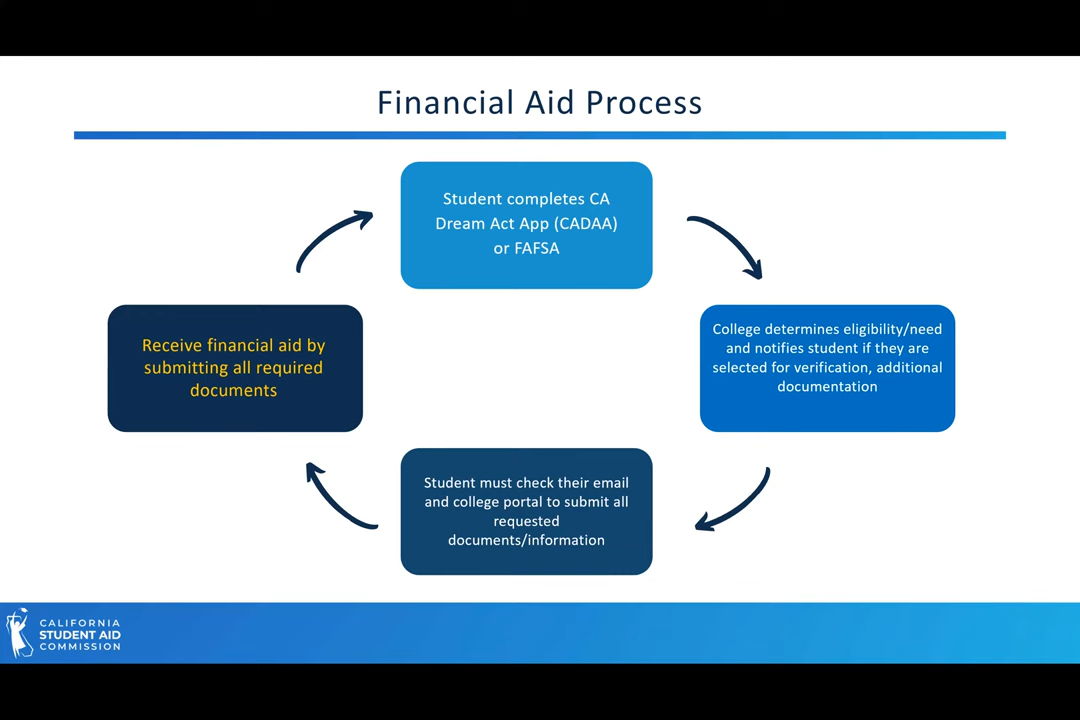 Financial Aid Process
Student completes CA
Dream Act App (CADAA)
or FAFSA
College determines eligibility/need
and notifies student if they are
selected for verification, additional
documentation
Student must check their email
and college portal to submit all
requested
documents/information
Receive financial aid by
submitting all required
documents
CALIFORNIA
STUDENT AID
COMMISSION